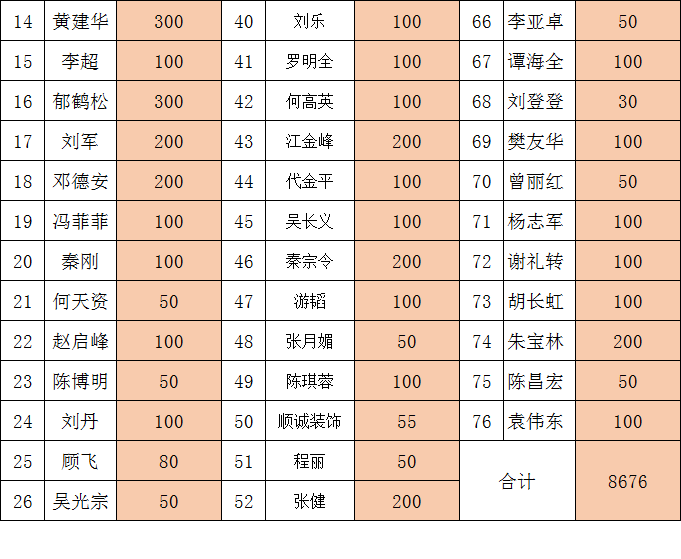 14 黄建华 300 40 刘乐 100 66 李亚卓 50
15 李超 100 41 罗明全 100 67 谭海全 100
16 郁鹤松 300 42 何高英 100 68 刘登登 30
17 刘军 200 43 江金峰 200 69 樊友华 100
18 邓德安 200 44 代金平 100 70 曾丽红 50
19 冯菲菲 100 45 吴长义 100 71 杨志军 100
20 秦刚 100 46 秦宗令 200 72 谢礼转 100
21 何天资 50 47 游韬 100 73 胡长虹 100
22 赵启峰 100 48 张月媚 50 74 朱宝林 200
23 陈博明 50 49 陈琪蓉 100 75 陈昌宏 50
24 刘丹 100 50 顺诚装饰 55 76 袁伟东 100
25 顾飞 80 51 程丽 50 合计 8676
26 吴光宗 50 52 张健 200